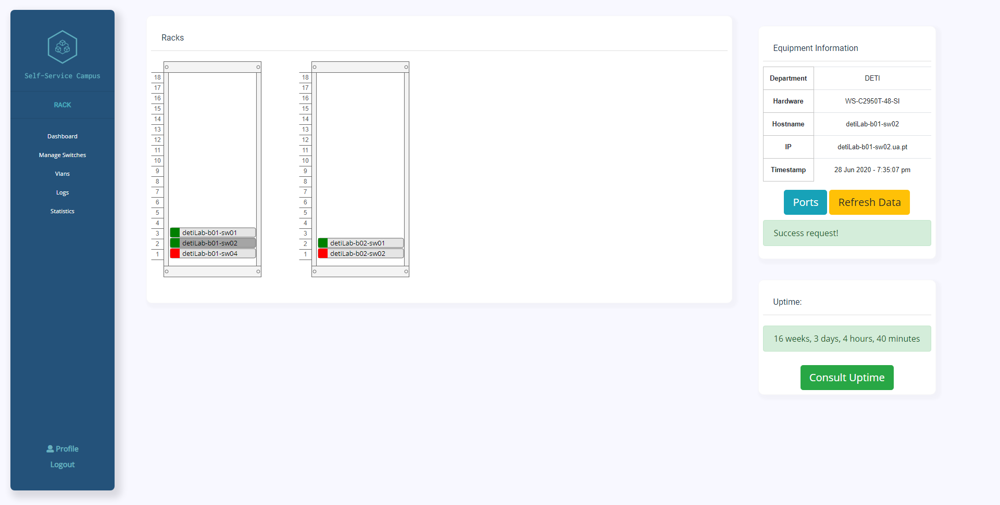 Self-Service Campus
RACK
Dashboard
Manage Switches
Vlans
Logs
Statistics
Profile
Logout
Racks
18
17
16
15
14
13
12
11
10
9
8
7
6
5
4
3 detiLab-b01-sw01
2 detiLab-b01-sw02
1 detiLab-b01-sw04
18
17
16
15
14
13
12
11
10
9
8
7
6
5
4
3
2 detiLab-b02-sw01
1 detiLab-b02-sw02
Equipment Information
Department DETI
Hardware WS-C2950T-48-SI
Hostname detiLab-b01-sw02
IP detiLab-b01-sw02.ua.pt
Timestamp 28 Jun 2020 - 7:35:07 pm
Ports Refresh Data
Success request!
Uptime:
16 weeks, 3 days, 4 hours, 40 minutes
Consult Uptime